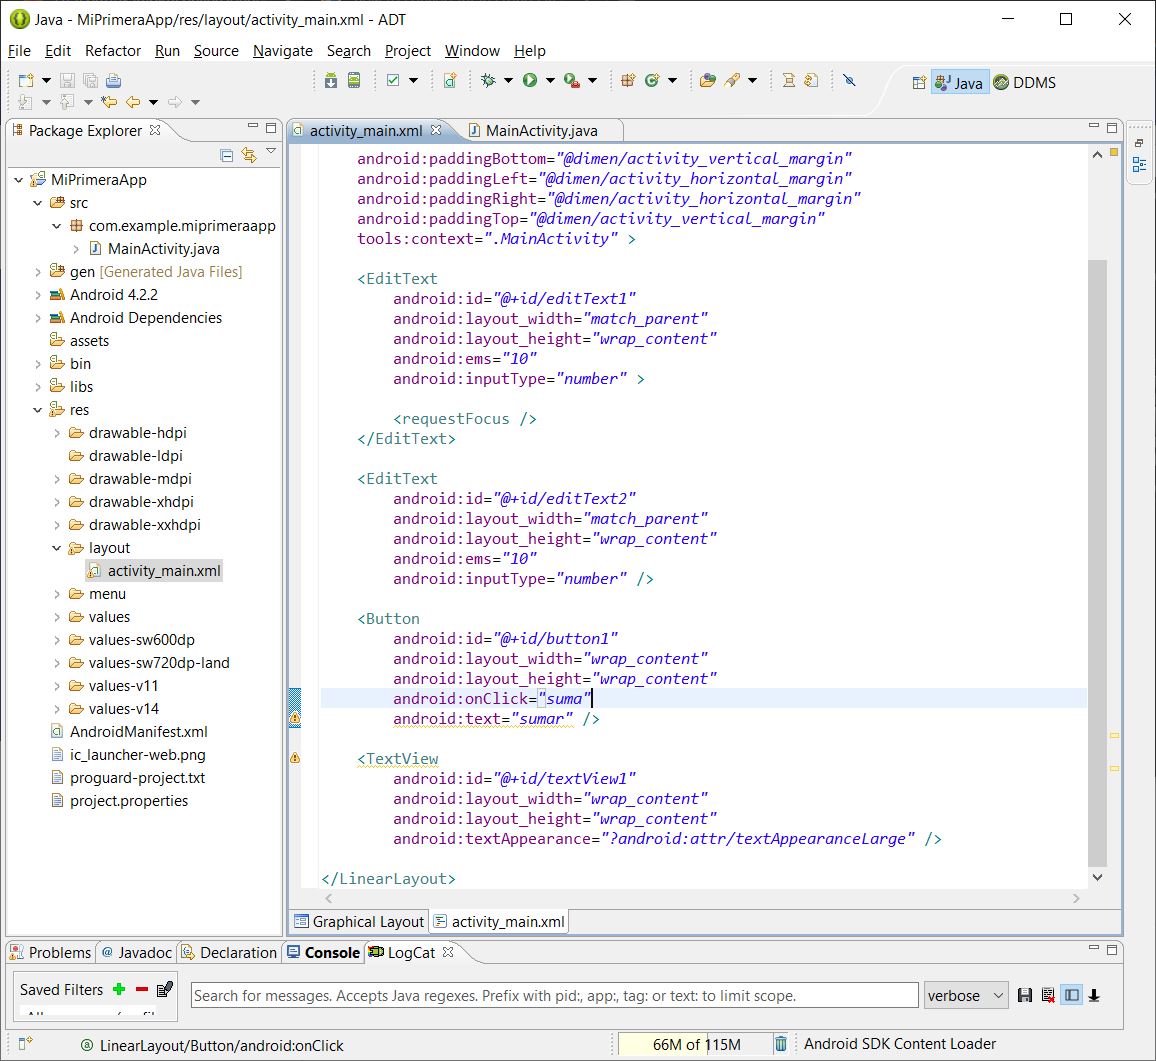 Java - MiPrimeraApp/res/layout/activity_main.xml - ADT
File Edit Refactor Run Source Navigate Search Project Window Help
Java DDMS
Package Explorer
MiPrimeraApp
src
com.example.miprimeraapp
MainActivity.java
gen [Generated Java Files]
Android 4.2.2
Android Dependencies
assets
bin
libs
res
drawable-hdpi
drawable-ldpi
drawable-mdpi
drawable-xhdpi
drawable-xxhdpi
layout
activity_main.xml
menu
values
values-sw600dp
values-sw720dp-land
values-v11
values-v14
AndroidManifest.xml
ic_launcher-web.png
proguard-project.txt
project.properties
activity_main.xml MainActivity.java
android:paddingBottom="@dimen/activity_vertical_margin"
android:paddingLeft="@dimen/activity_horizontal_margin"
android:paddingRight="@dimen/activity_horizontal_margin"
android:paddingTop="@dimen/activity_vertical_margin"
tools:context=".MainActivity" >
<EditText
android:id="@+id/editText1"
android:layout_width="match_parent"
android:layout_height="wrap_content"
android:ems="10"
android:inputType="number" >
<requestFocus />
</EditText>
<EditText
android:id="@+id/editText2"
android:layout_width="match_parent"
android:layout_height="wrap_content"
android:ems="10"
android:inputType="number" />
<Button
android:id="@+id/button1"
android:layout_width="wrap_content"
android:layout_height="wrap_content"
android:onClick="suma"
android:text="sumar" />
<TextView
android:id="@+id/textView1"
android:layout_width="wrap_content"
android:layout_height="wrap_content"
android:textAppearance="?android:attr/textAppearanceLarge" />
</LinearLayout>
Graphical Layout activity_main.xml
Problems @ Javadoc Declaration Console LogCat
Saved Filters
Search for messages. Accepts Java regexes. Prefix with pid:, app:, tag: or text: to limit scope.
verbose
LinearLayout/Button/android:onClick
66M of 115M
Android SDK Content Loader